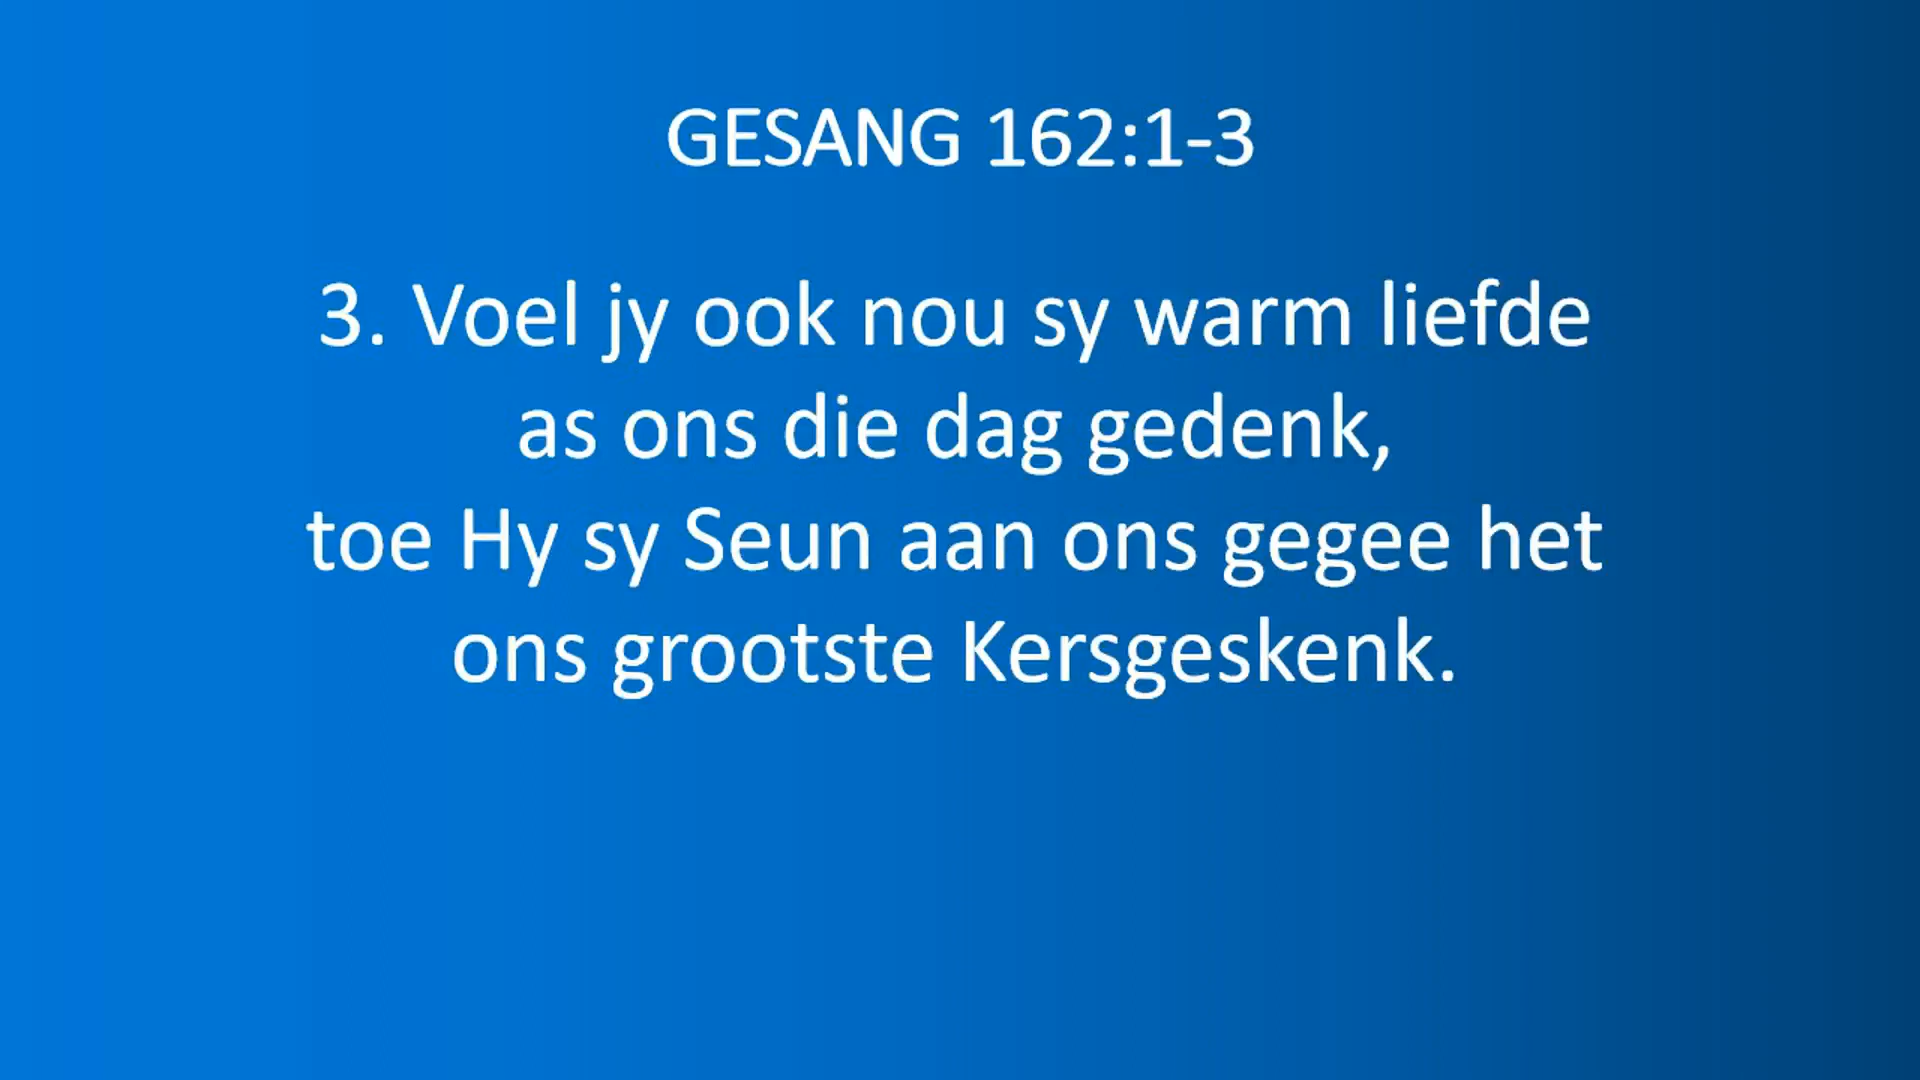 GESANG 162:1-3
3. Voel jy ook nou sy warm liefde
as ons die dag gedenk,
toe Hy sy Seun aan ons gegee het
ons grootste Kersgeskenk.